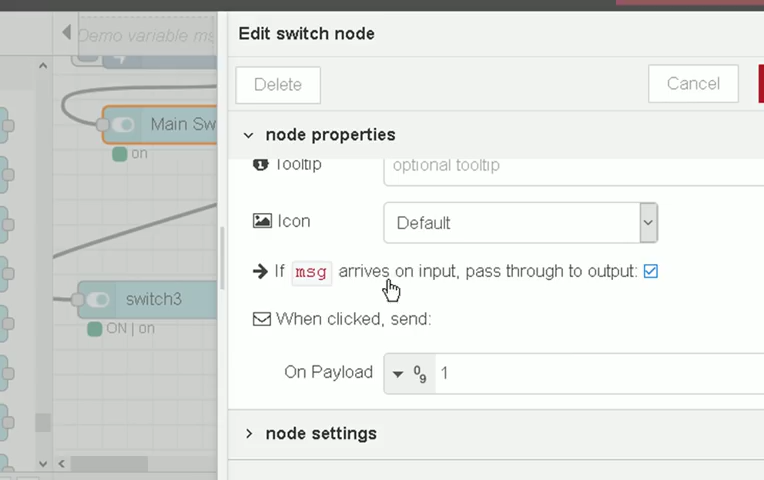 Demo variable ms
Edit switch node
Delete
Cancel
Main Sw
on
node properties
Tooltip
optional tooltip
Icon
Default
If msg arrives on input, pass through to output:
switch3
ON | on
When clicked, send:
On Payload
09
1
node settings